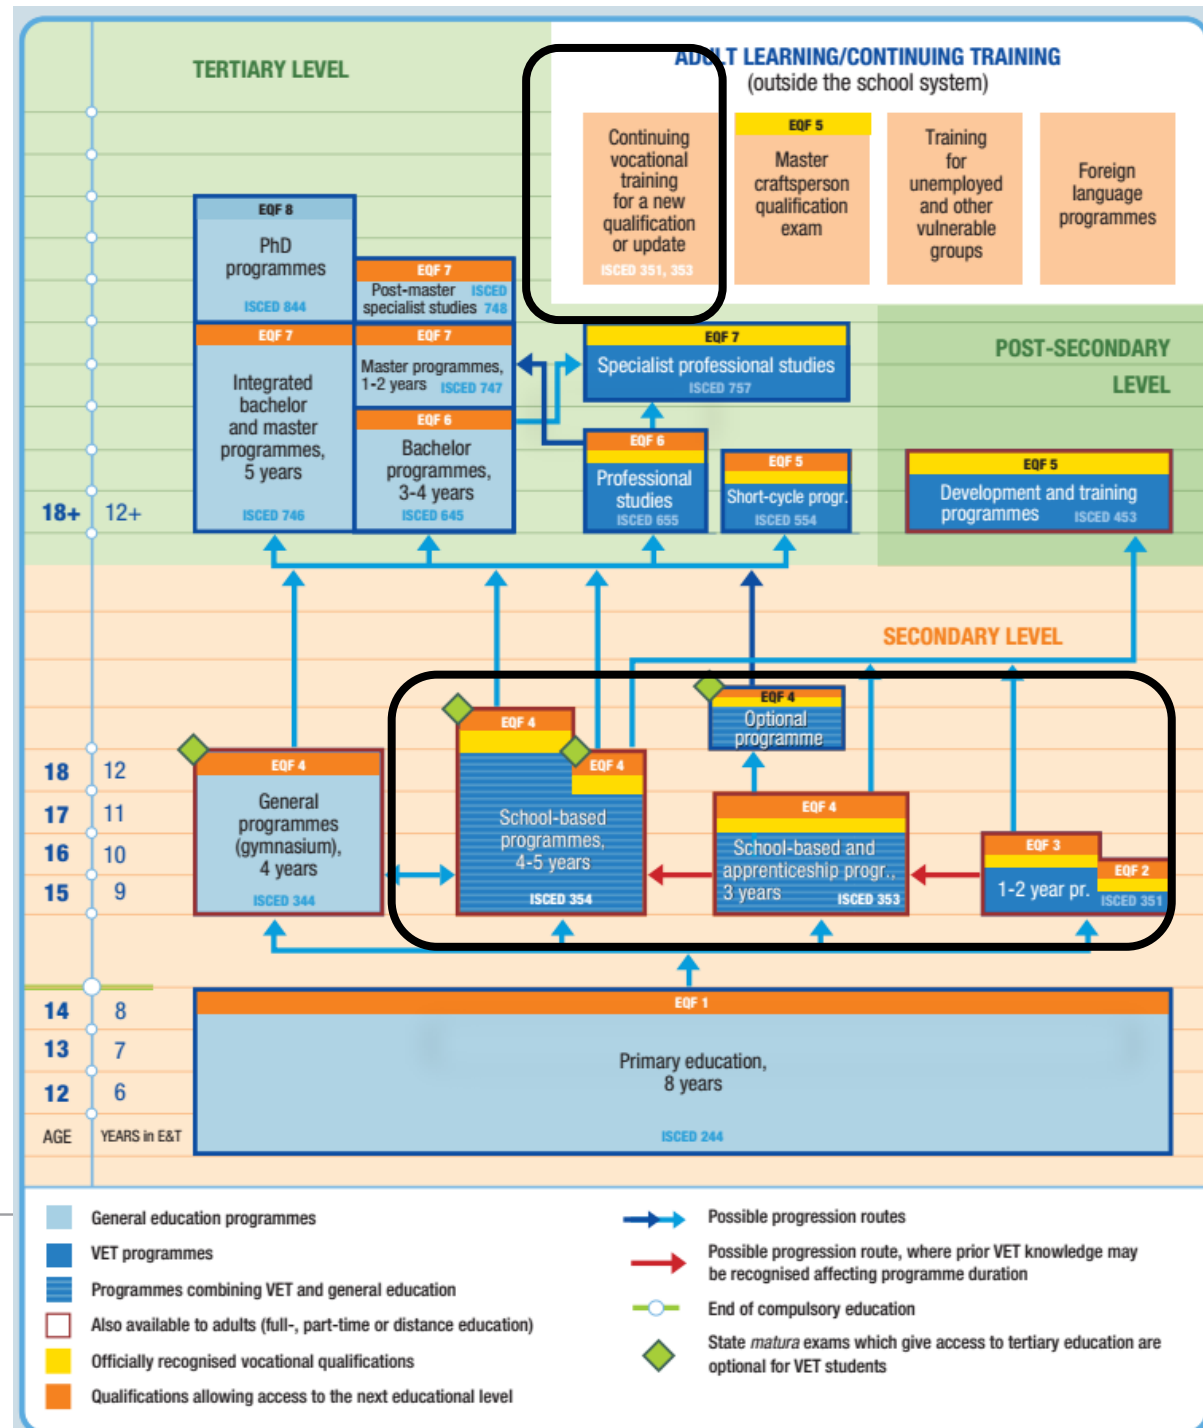 TERTIARY LEVEL
ADULT LEARNING/CONTINUING TRAINING
(outside the school system)
Continuing
vocational
training
for a new
qualification
or update
ISCED 351, 353
EQF 5
Master
craftsperson
qualification
exam
Training
for
unemployed
and other
vulnerable
groups
Foreign
language
programmes
EQF 8
PhD
programmes
ISCED 844
EQF 7
Post-master ISCED
specialist studies 748
EQF 7
Integrated
bachelor
and master
programmes,
5 years
ISCED 746
EQF 7
Master programmes,
1-2 years ISCED 747
EQF 6
Bachelor
programmes,
3-4 years
ISCED 645
EQF 7
Specialist professional studies
ISCED 757
EQF 6
Professional
studies
ISCED 655
EQF 5
Short-cycle progr.
ISCED 554
POST-SECONDARY
LEVEL
EQF 5
Development and training
programmes ISCED 453
18+ 12+
SECONDARY LEVEL
EQF 4
General
programmes
(gymnasium),
4 years
ISCED 344
EQF 4
EQF 4
School-based
programmes,
4-5 years
ISCED 354
EQF 4
Optional
programme
EQF 4
School-based and
apprenticeship progr.,
3 years ISCED 353
EQF 3
1-2 year pr.
EQF 2
ISCED 351
18 12
17 11
16 10
15 9
14 8
13 7
12 6
AGE YEARS in E&T
EQF 1
Primary education,
8 years
ISCED 244
General education programmes
VET programmes
Programmes combining VET and general education
Also available to adults (full-, part-time or distance education)
Officially recognised vocational qualifications
Qualifications allowing access to the next educational level
Possible progression routes
Possible progression route, where prior VET knowledge may
be recognised affecting programme duration
End of compulsory education
State matura exams which give access to tertiary education are
optional for VET students